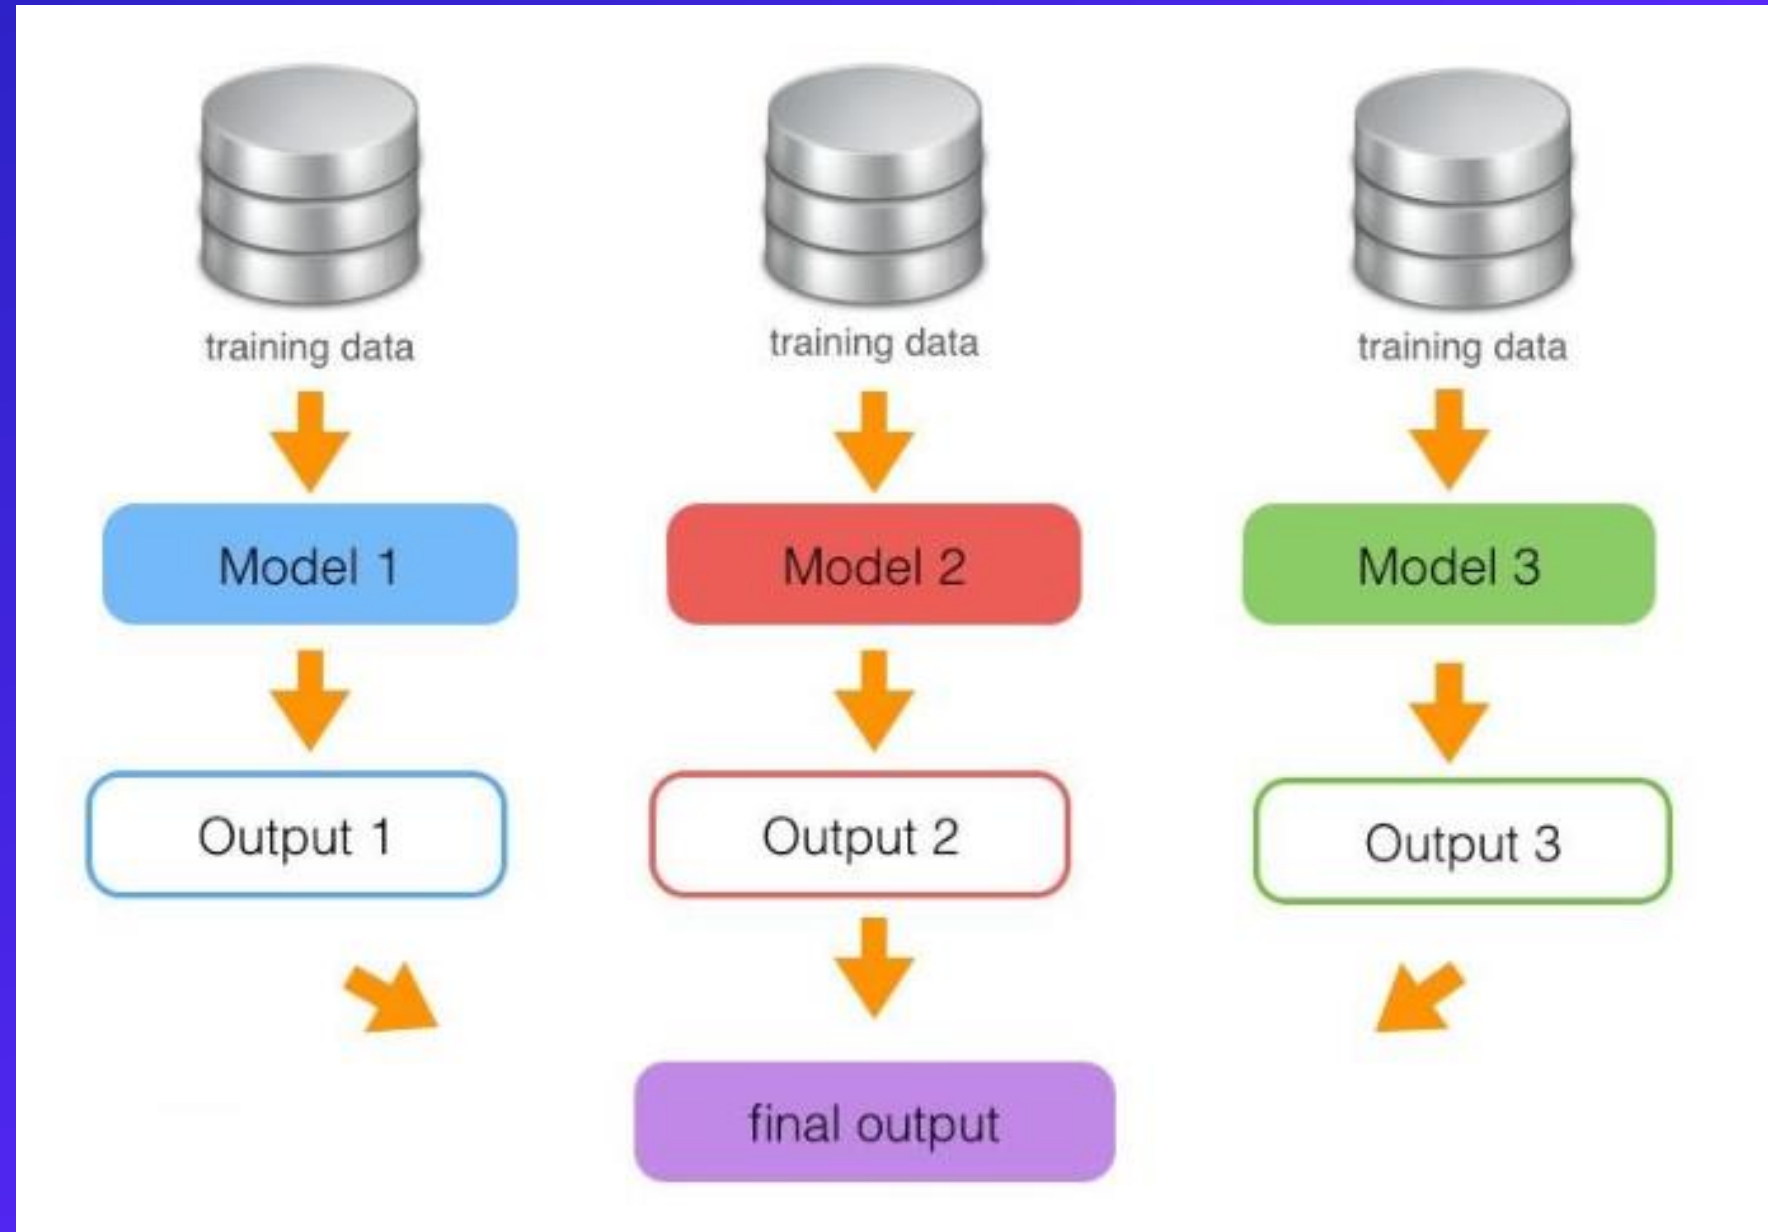 training data
training data
training data
Model 1
Model 2
Model 3
Output 1
Output 2
Output 3
final output